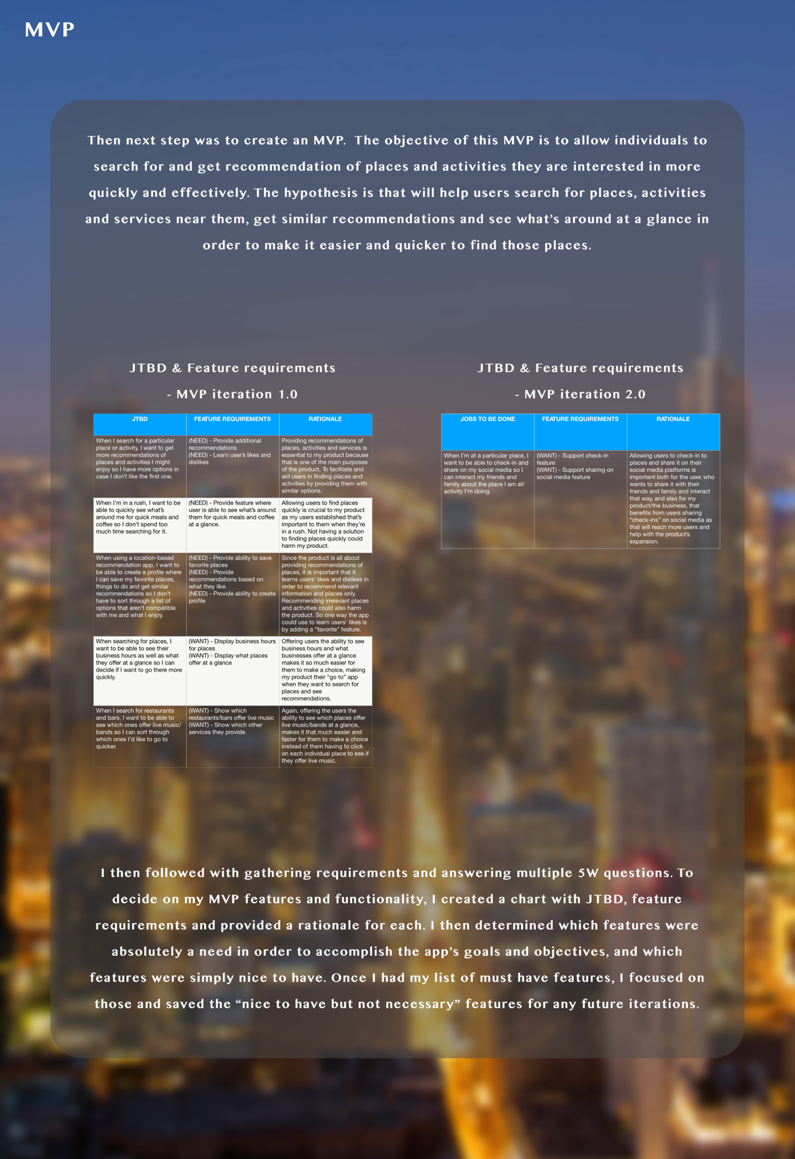 MVP
Then next step was to create an MVP. The objective of this MVP is to allow individuals to
search for and get recommendation of places and activities they are interested in more
quickly and effectively. The hypothesis is that will help users search for places, activities
and services near them, get similar recommendations and see what's around at a glance in
order to make it easier and quicker to find those places.
JTBD & Feature requirements
- MVP iteration 1.0
JTBD
FEATURE REQUIREMENTS
RATIONALE
When I search for a particular
place or activity, I want to get
more recommendations of
places and activities I might
enjoy so I have more options in
case I don't like the first one.
(NEED) - Provide additional
recommendations
(NEED) - Learn user's likes and
dislikes
Providing recommendations of
places, activities and services is
essential to my product because
that is one of the main purposes
of the product. To facilitate and
aid users in finding places and
activities by providing them with
similar options.
When I'm in a rush, I want to be
able to quickly see what's
around me for quick meals and
coffee so I don't spend too
much time searching for it.
(NEED) - Provide feature where
user is able to see what's around
them for quick meals and coffee
at a glance.
Allowing users to find places
quickly is crucial to my product
as my users established that's
important to them when they're
in a rush. Not having a solution
to finding places quickly could
harm my product.
When using a location-based
recommendation app, I want to
be able to create a profile where
I can save my favorite places,
things to do and get similar
recommendations so I don't
have to sort through a list of
options that aren't compatible
with me and what I enjoy.
(NEED) - Provide ability to save
favorite places
(NEED) - Provide
recommendations based on
what they like.
(NEED) - Provide ability to create
profile
Since the product is all about
providing recommendations of
places, it is important that it
learns users' likes and dislikes in
order to recommend relevant
information and places only.
Recommending irrelevant places
and activities could also harm
the product. So one way the app
could use to learn users' likes is
by adding a "favorite" feature.
When searching for places, I
want to be able to see their
business hours as well as what
they offer at a glance so I can
decide if I want to go there more
quickly.
(WANT) - Display business hours
for places
(WANT) - Display what places
offer at a glance
Offering users the ability to see
business hours and what
businesses offer at a glance
makes it so much easier for
them to make a choice, making
my product their "go to" app
when they want to search for
places and see
recommendations.
When I search for restaurants
and bars, I want to be able to
see which ones offer live music/
bands so I can sort through
which ones I'd like to go to
quicker.
(WANT) - Show which
restaurants/bars offer live music
(WANT) - Show which other
services they provide
Again, offering the users the
ability to see which places offer
live music/bands at a glance,
makes it that much easier and
faster for them to make a choice
instead of them having to click
on each individual place to see if
they offer live music.
JTBD & Feature requirements
- MVP iteration 2.0
JOBS TO BE DONE
FEATURE REQUIREMENTS
RATIONALE
When I'm at a particular place, I
want to be able to check-in and
share on my social media so I
can interact my friends and
family about the place I am at/
activity I'm doing.
(WANT) - Support check-in
feature
(WANT) - Support sharing on
social media feature
Allowing users to check-in to
places and share it on their
social media platforms is
important both for the user, who
wants to share it with their
friends and family and interact
that way, and also for my
product/the business, that
benefits from users sharing
"check-ins" on social media as
that will reach more users and
help with the product's
expansion.
I then followed with gathering requirements and answering multiple 5W questions. To
decide on my MVP features and functionality, I created a chart with JTBD, feature
requirements and provided a rationale for each. I then determined which features were
absolutely a need in order to accomplish the app's goals and objectives, and which
features were simply nice to have. Once I had my list of must have features, I focused on
those and saved the “nice to have but not necessary” features for any future iterations.